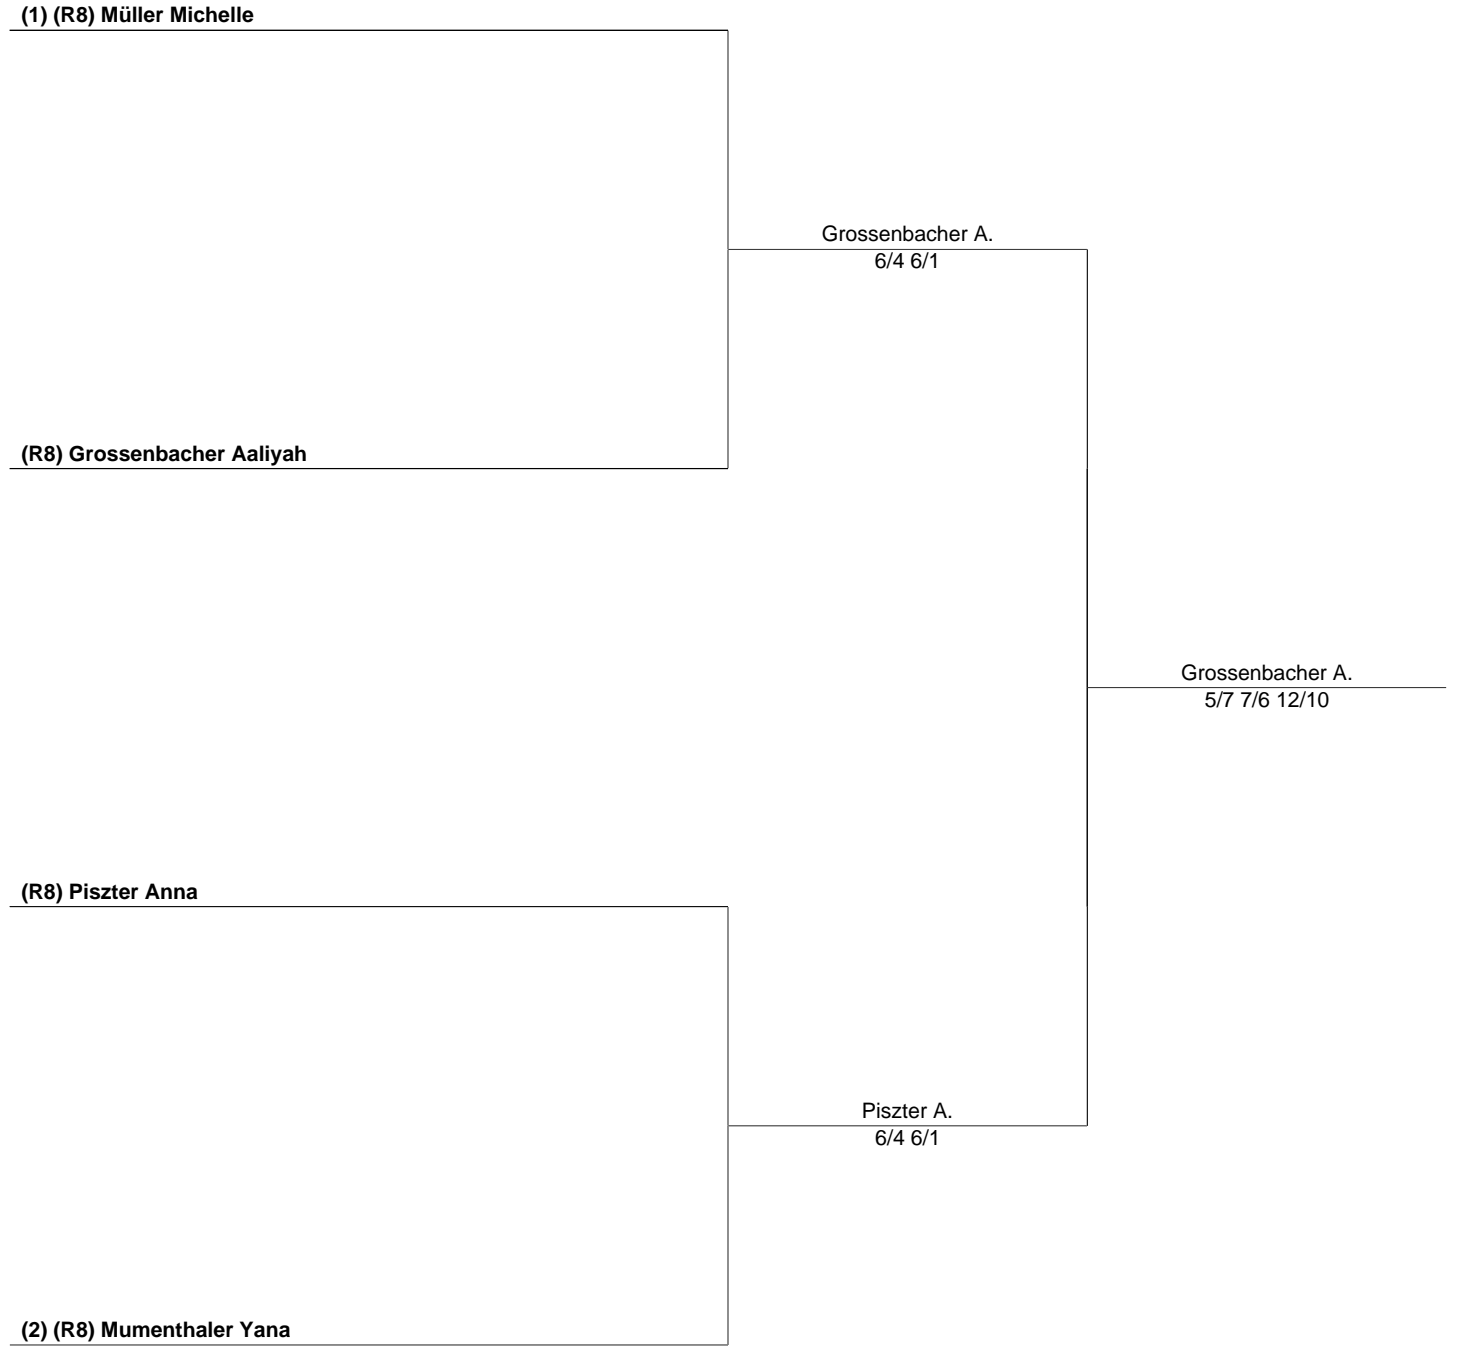 (1) (R8) Müller Michelle
Grossenbacher A.
6/4 6/1
(R8) Grossenbacher Aaliyah
Grossenbacher A.
5/7 7/6 12/10
(R8) Piszter Anna
Piszter A.
6/4 6/1
(2) (R8) Mumenthaler Yana